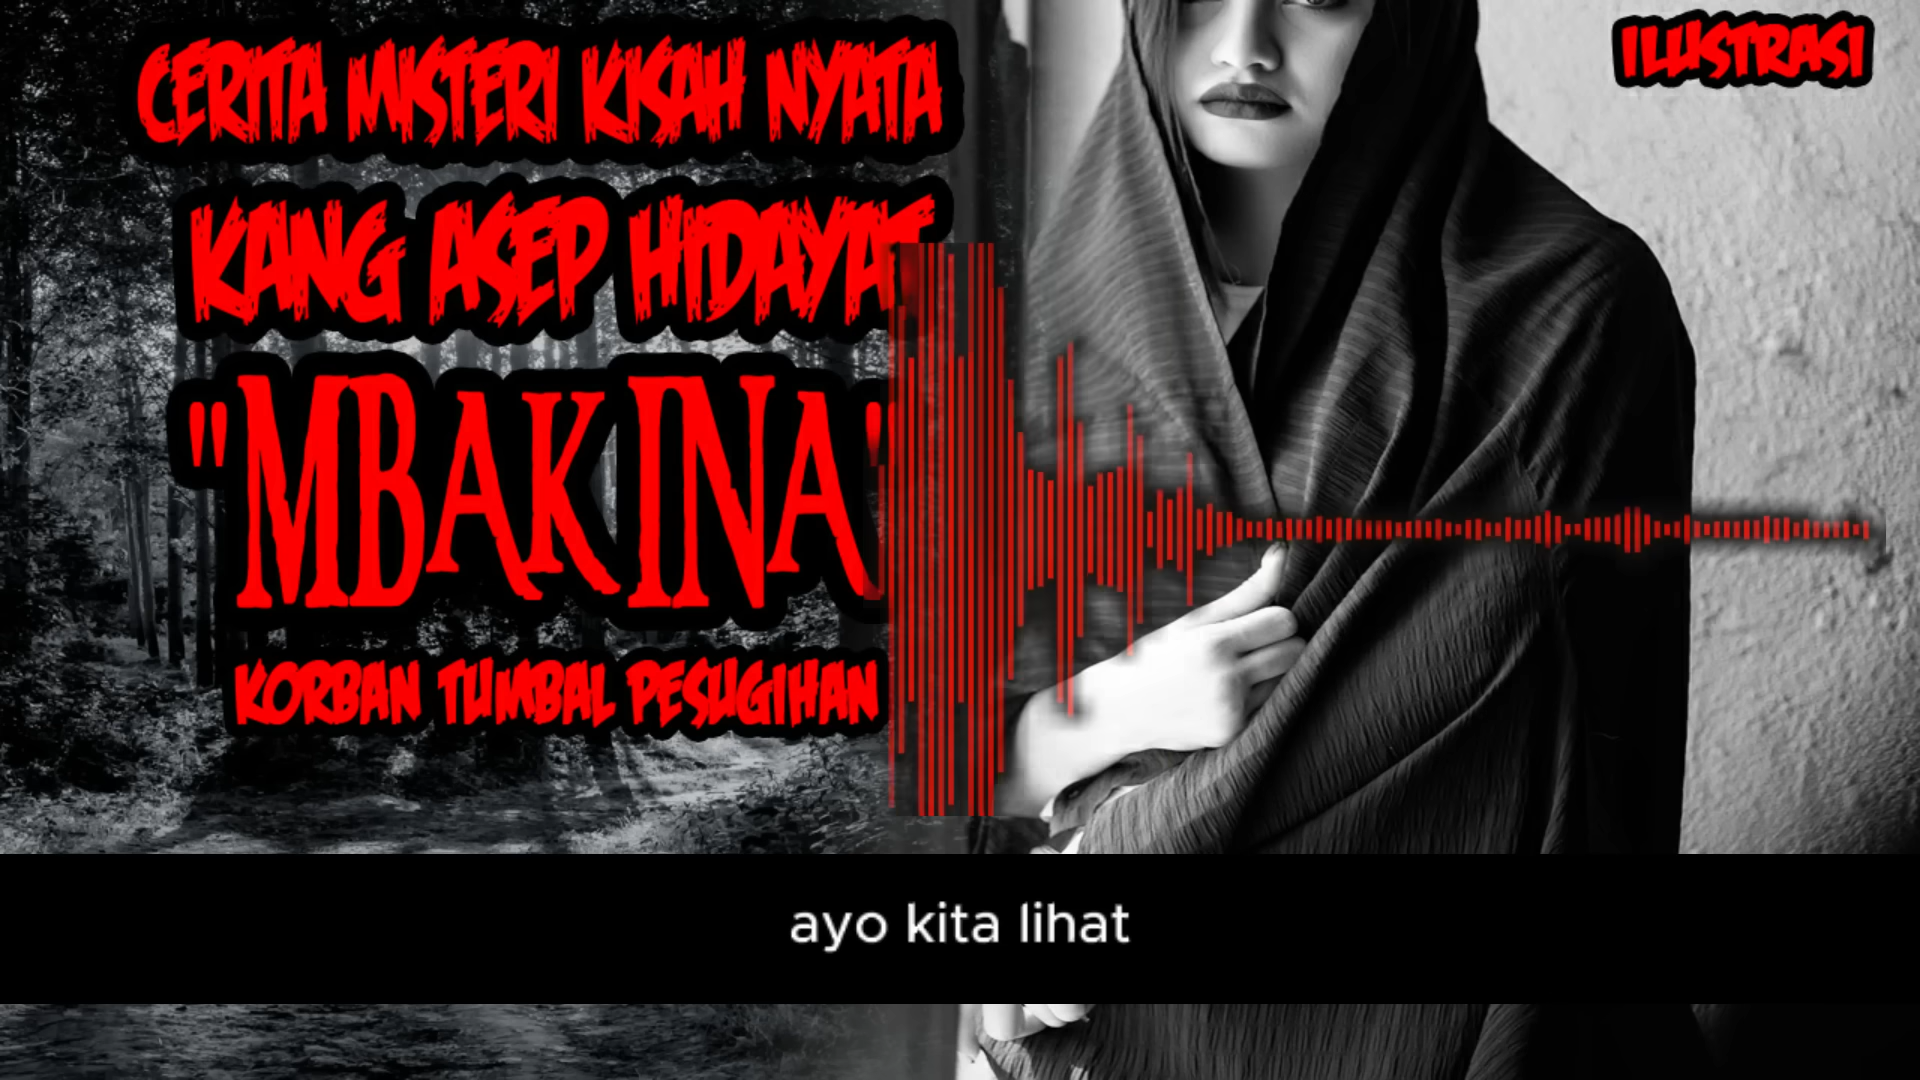 CERITA MISTERI KISAH NYATA
ILUSTRASI
KANG ASEP HIDAYAT
"MBAK INA"
KORBAN TUMBAL PESUGIHAN
ayo kita lihat